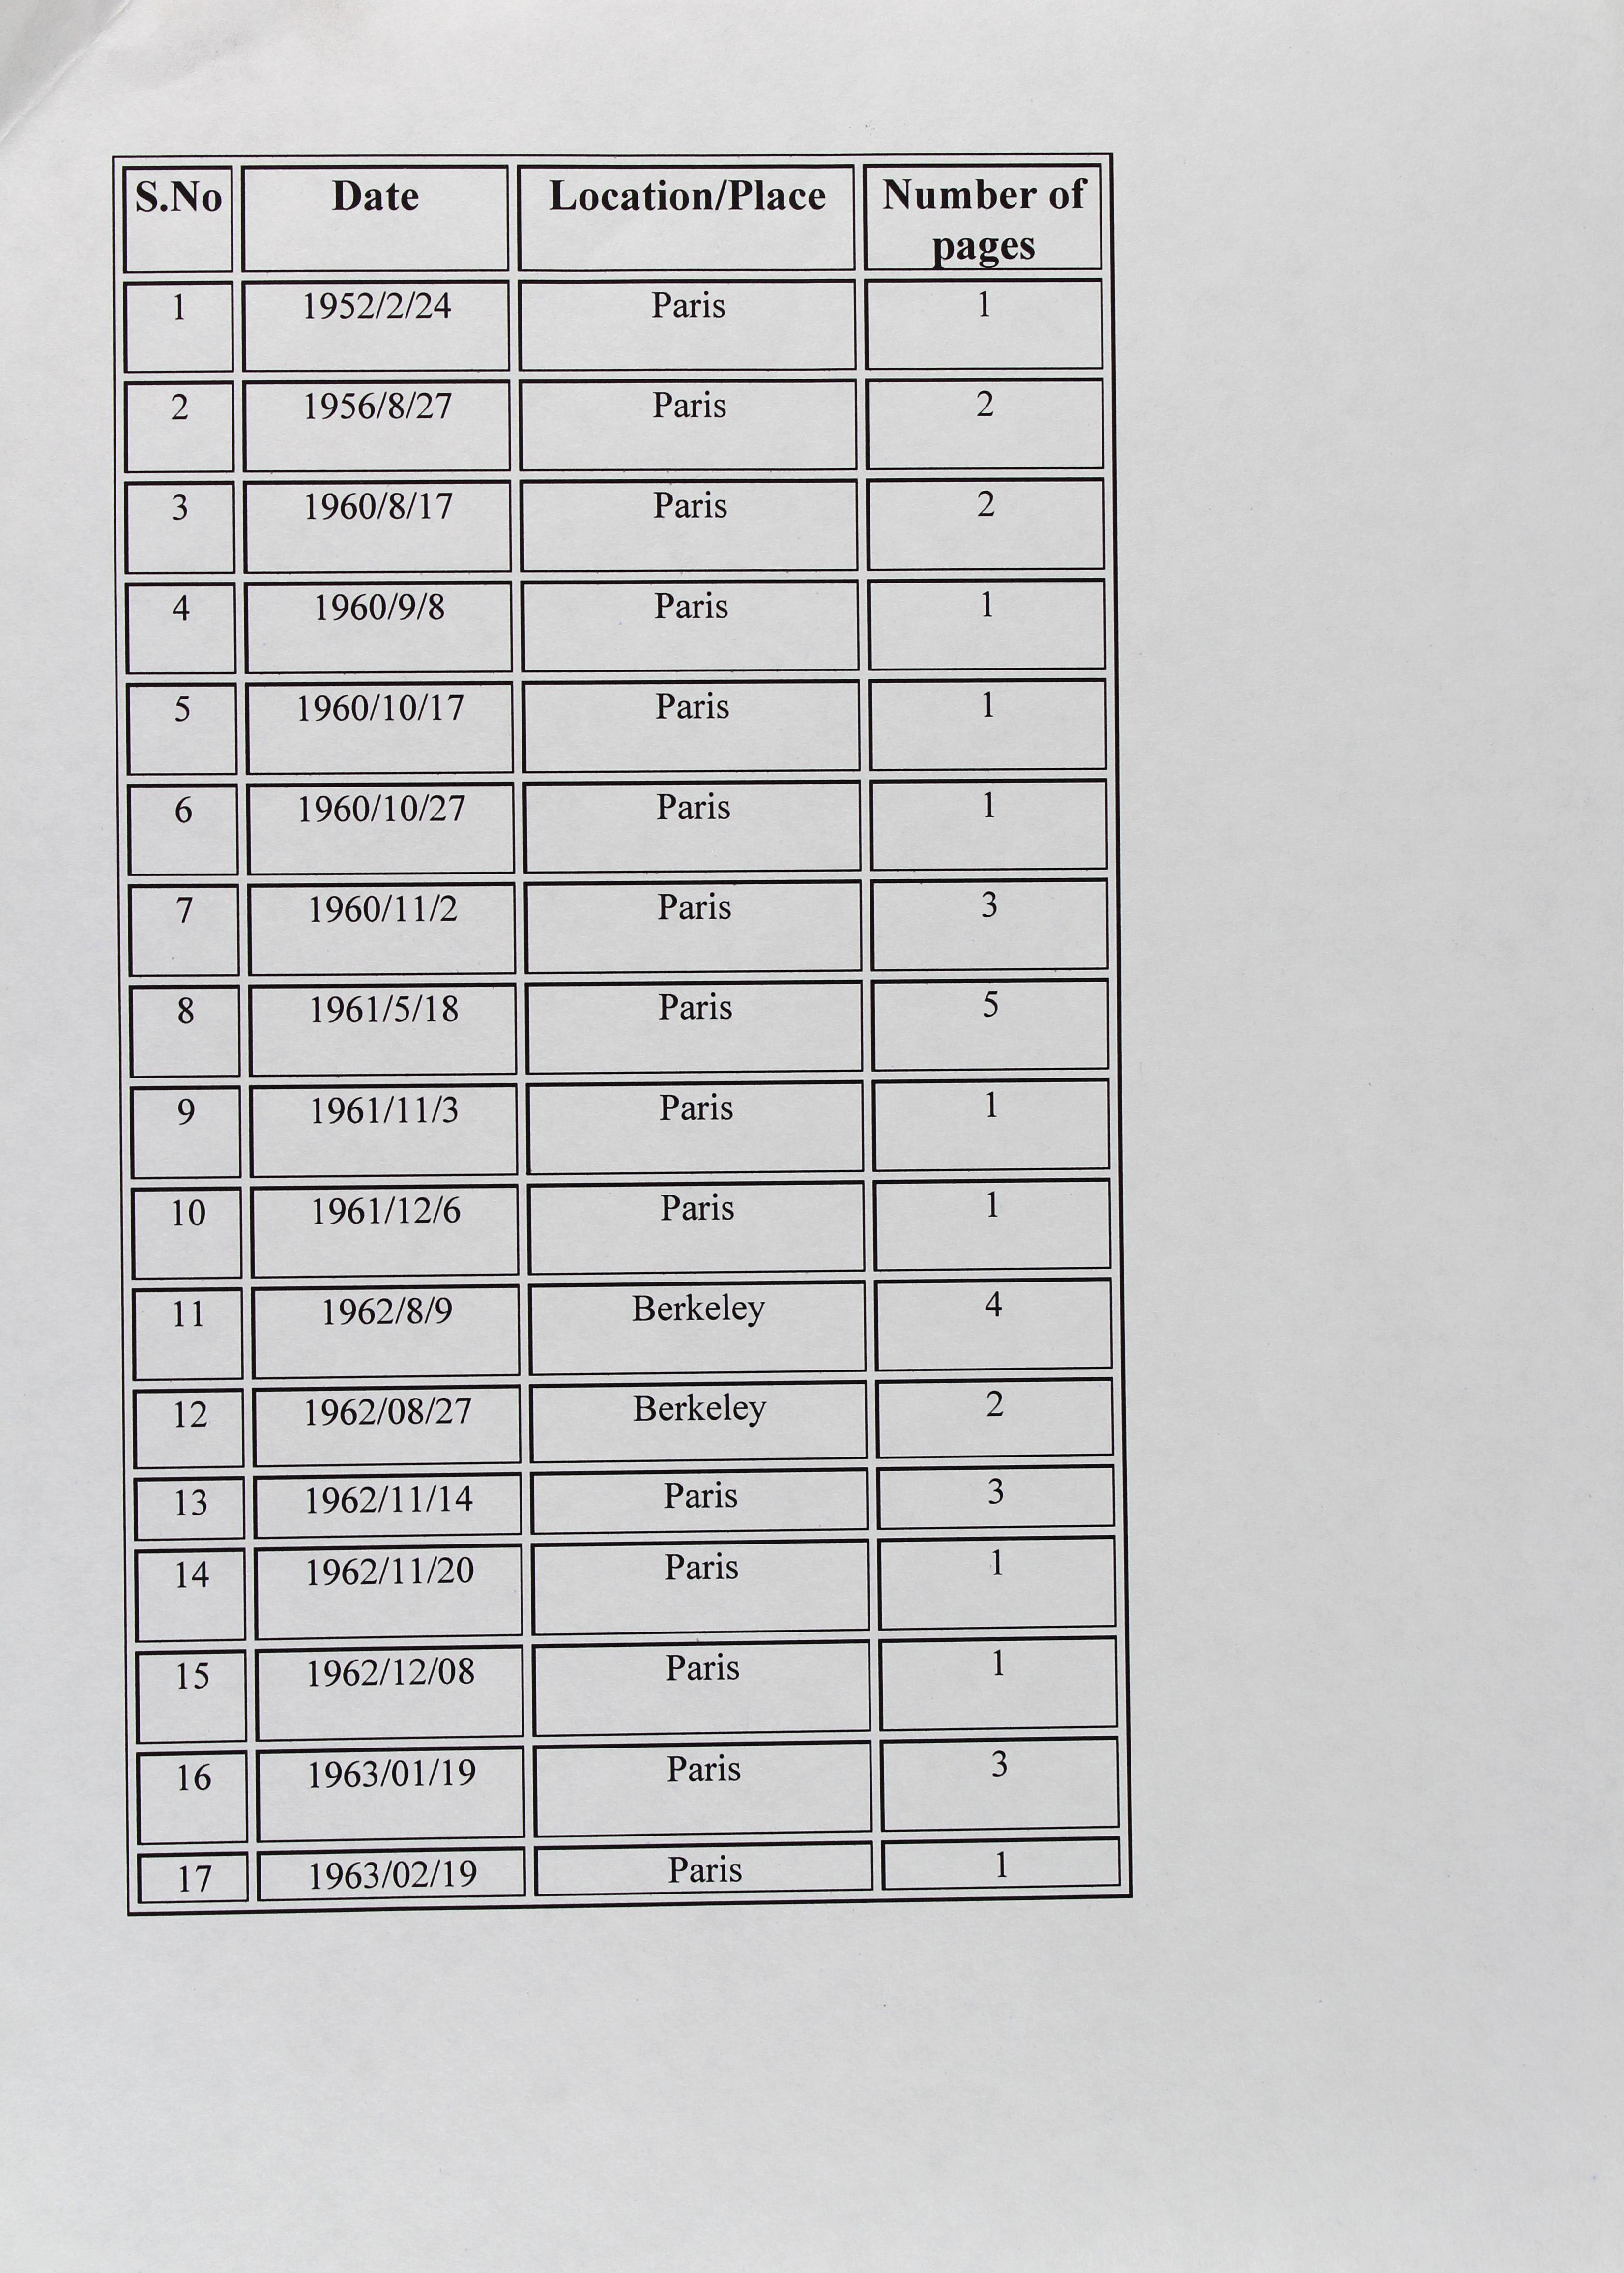 S.No Date Location/Place Number of
pages
1 1952/2/24 Paris 1
2 1956/8/27 Paris 2
3 1960/8/17 Paris 2
4 1960/9/8 Paris 1
5 1960/10/17 Paris 1
6 1960/10/27 Paris 1
7 1960/11/2 Paris 3
8 1961/5/18 Paris 5
9 1961/11/3 Paris 1
10 1961/12/6 Paris 1
11 1962/8/9 Berkeley 4
12 1962/08/27 Berkeley 2
13 1962/11/14 Paris 3
14 1962/11/20 Paris 1
15 1962/12/08 Paris 1
16 1963/01/19 Paris 3
17 1963/02/19 Paris 1